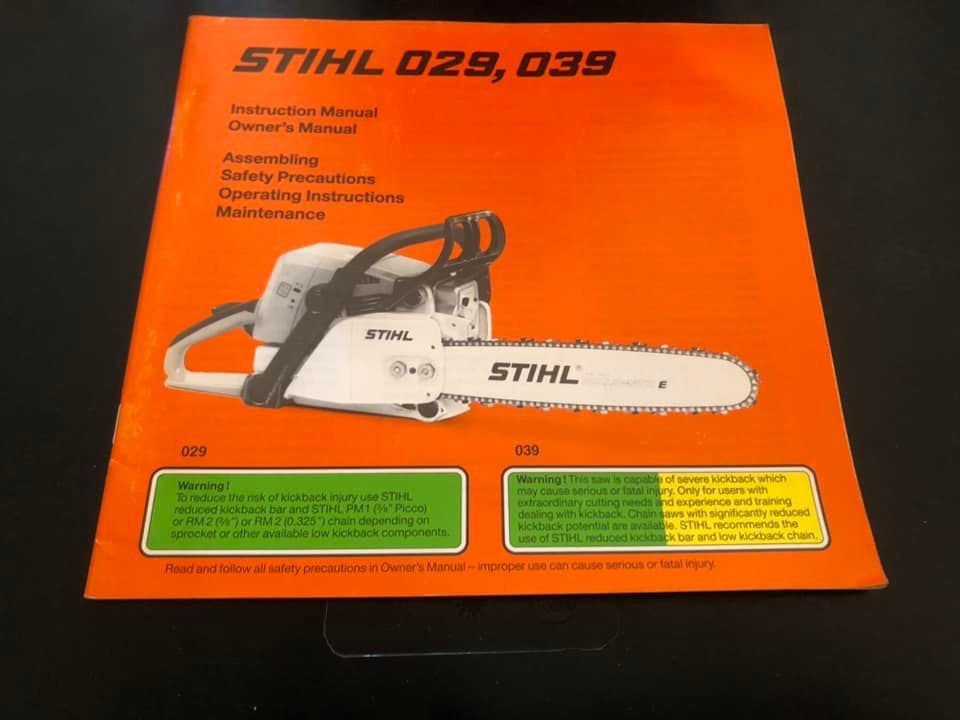 STIHL 029, 039
Instruction Manual
Owner's Manual
Assembling
Safety Precautions
Operating Instructions
Maintenance
STIHL
STIHL® E
029
Warning!
To reduce the risk of kickback injury use STIHL
reduced kickback bar and STIHL PM1 (⅜" Picco)
or RM 2 (⅜") or RM 2 (0.325") chain depending on
sprocket or other available low kickback components.
039
Warning! This saw is capable of severe kickback which
may cause serious or fatal injury. Only for users with
extraordinary cutting needs and experience and training
dealing with kickback. Chain saws with significantly reduced
kickback potential are available. STIHL recommends the
use of STIHL reduced kickback bar and low kickback chain.
Read and follow all safety precautions in Owner's Manual – improper use can cause serious or fatal injury.